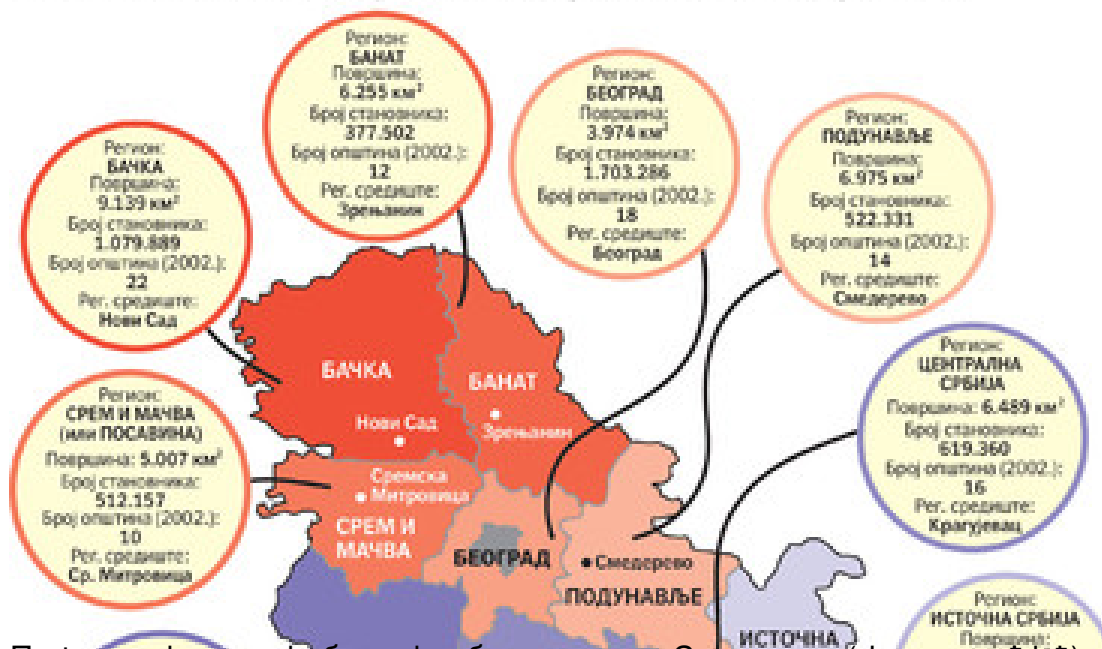 Регион:
БАНАТ
Површина:
6.255 км²
Број становника:
377.502
Број општина (2002.):
12
Рег. средиште:
Зрењанин
Регион:
БЕОГРАД
Површина:
3.974 км²
Број становника:
1.703.286
Број општина (2002.):
18
Рег. средиште:
Београд
Регион:
ПОДУНАВЉЕ
Површина:
6.975 км²
Број становника:
522.331
Број општина (2002.):
14
Рег. средиште:
Смедерево
Регион:
БАЧКА
Површина:
9.139 км²
Број становника:
1.079.889
Број општина (2002.):
22
Рег. средиште:
Нови Сад
Регион:
ЦЕНТРАЛНА
СРБИЈА
Површина: 6.489 км²
Број становника:
619.360
Број општина (2002.):
16
Рег. средиште:
Крагујевац
Регион:
СРЕМ И МАЧВА
(или ПОСАВИНА)
Површина: 5.007 км²
Број становника:
512.157
Број општина (2002.):
10
Рег. средиште:
Ср. Митровица
БАЧКА
БАНАТ
Нови Сад
Зрењанин
Сремска
Митровица
СРЕМ И
МАЧВА
БЕОГРАД
Смедерево
ПОДУНАВЉЕ
ИСТОЧНА
Регион:
ИСТОЧНА СРБИЈА
Површина: